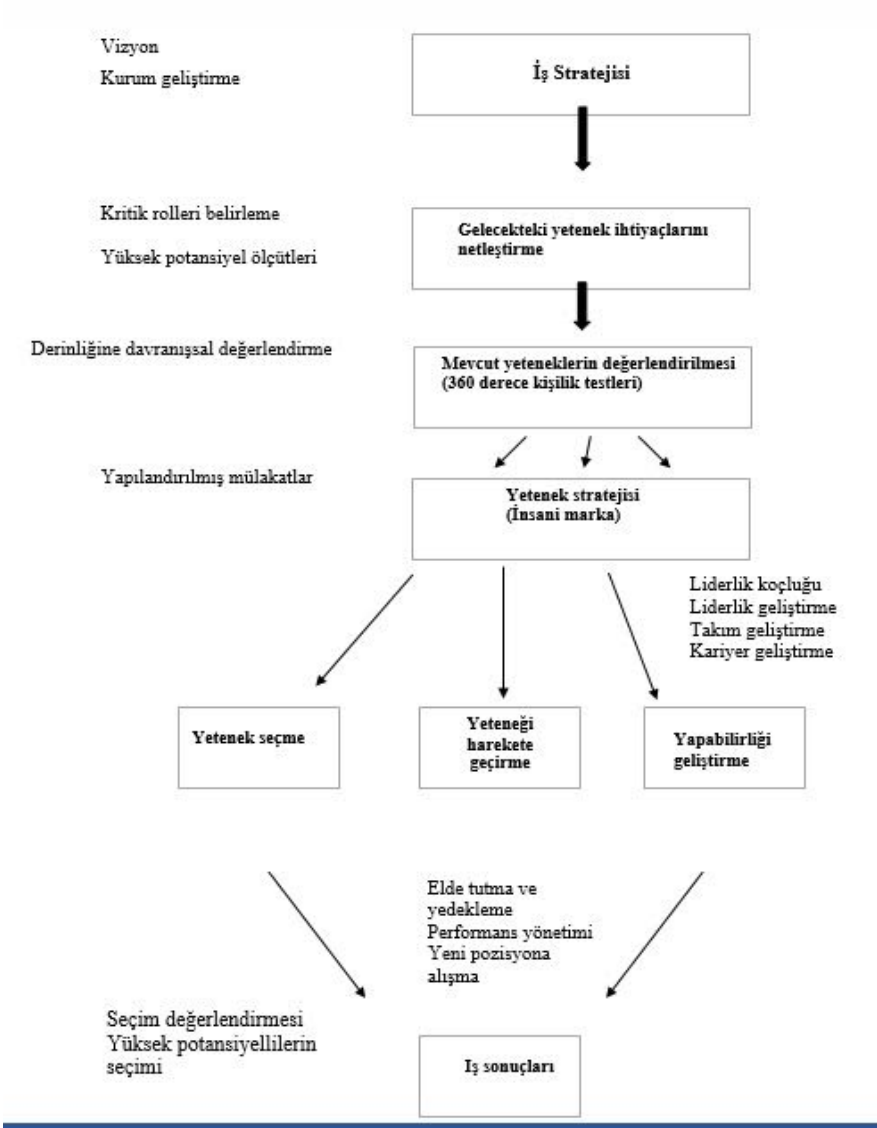 Vizyon
Kurum geliştirme
İş Stratejisi
Kritik rolleri belirleme
Yüksek potansiyel ölçütleri
Gelecekteki yetenek ihtiyaçlarını
netleştirme
Derinliğine davranışsal değerlendirme
Mevcut yeteneklerin değerlendirilmesi
(360 derece kişilik testleri)
Yapılandırılmış mülakatlar
Yetenek stratejisi
(İnsani marka)
Liderlik koçluğu
Liderlik geliştirme
Takım geliştirme
Kariyer geliştirme
Yetenek seçme
Yeteneği
harekete
geçirme
Yapabilirliği
geliştirme
Elde tutma ve
yedekleme
Performans yönetimi
Yeni pozisyona
alışma
Seçim değerlendirmesi
Yüksek potansiyellilerin
seçimi
Iş sonuçları